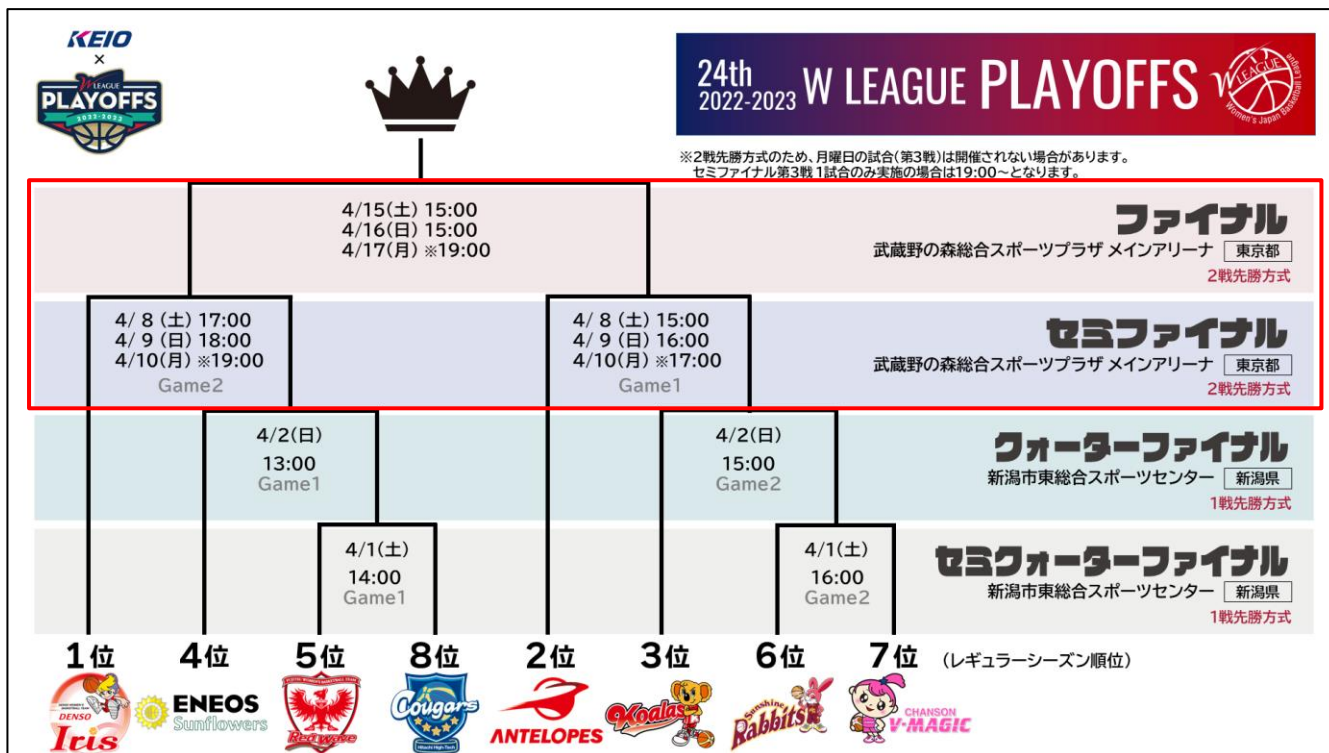 KEIO
×
W LEAGUE
PLAYOFFS
2022-2023
24th
2022-2023 W LEAGUE PLAYOFFS
W LEAGUE
Women's Japan Basketball League
※2戦先勝方式のため、月曜日の試合(第3戦)は開催されない場合があります。
セミファイナル第3戦 1試合のみ実施の場合は19:00~となります。
4/15(土) 15:00
4/16(日) 15:00
4/17(月) ※19:00
ファイナル
武蔵野の森総合スポーツプラザ メインアリーナ 東京都
2戦先勝方式
4/ 8 (土) 17:00
4/ 9 (日) 18:00
4/10(月) ※19:00
Game2
4/ 8 (土) 15:00
4/ 9 (日) 16:00
4/10(月) ※17:00
Game1
セミファイナル
武蔵野の森総合スポーツプラザ メインアリーナ 東京都
2戦先勝方式
4/2(日)
13:00
Game1
4/2(日)
15:00
Game2
クォーターファイナル
新潟市東総合スポーツセンター 新潟県
1戦先勝方式
4/1(土)
14:00
Game1
4/1(土)
16:00
Game2
セミクォーターファイナル
新潟市東総合スポーツセンター 新潟県
1戦先勝方式
1位 4位 5位 8位 2位 3位 6位 7位 (レギュラーシーズン順位)
DENSO
Iris
ENEOS
Sunflowers
Red Wave
Cougars
Hitachi High-Tech
ANTELOPES
Koalas
Sunshine
Rabbits
CHANSON
V-MAGIC